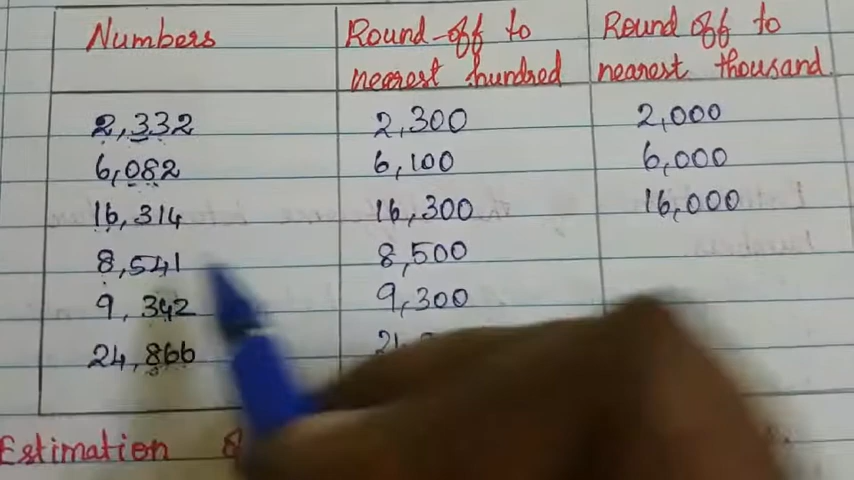 Numbers Round-off to nearest hundred Round off to nearest thousand
2,332 2,300 2,000
6,082 6,100 6,000
16,314 16,300 16,000
8,541 8,500
9,342 9,300
24,866
Estimation